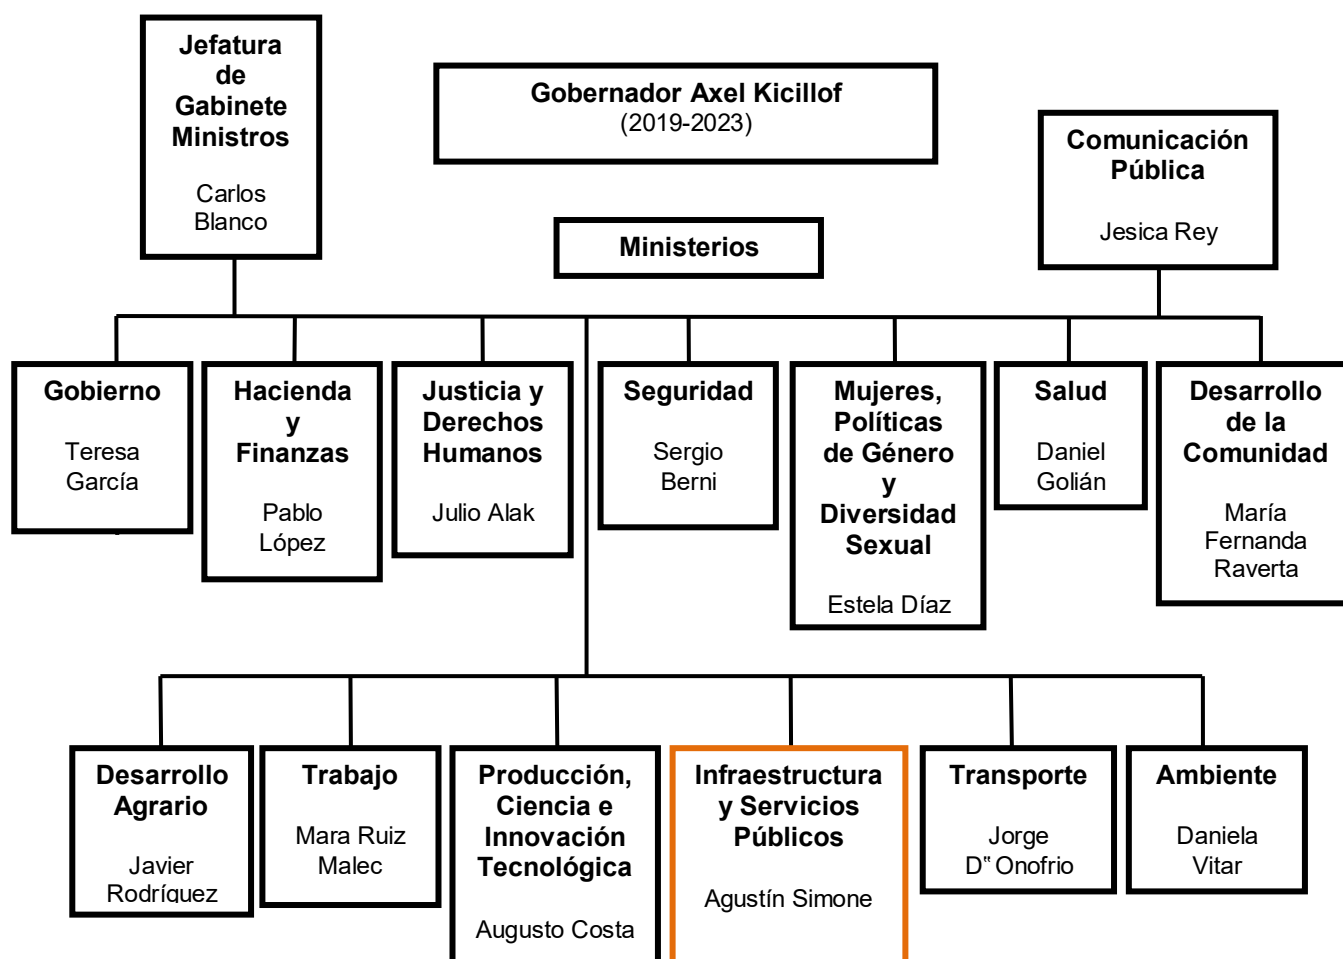 Jefatura
de
Gabinete
Ministros
Carlos
Blanco
Gobernador Axel Kicillof
(2019-2023)
Comunicación
Pública
Jesica Rey
Ministerios
Gobierno
Teresa
García
Hacienda
y
Finanzas
Pablo
López
Justicia y
Derechos
Humanos
Julio Alak
Seguridad
Sergio
Berni
Mujeres,
Políticas
de Género
y
Diversidad
Sexual
Estela Díaz
Salud
Daniel
Golián
Desarrollo
de la
Comunidad
María
Fernanda
Raverta
Desarrollo
Agrario
Javier
Rodríguez
Trabajo
Mara Ruiz
Malec
Producción,
Ciencia e
Innovación
Tecnológica
Augusto Costa
Infraestructura
y Servicios
Públicos
Agustín Simone
Transporte
Jorge
D‟ Onofrio
Ambiente
Daniela
Vitar